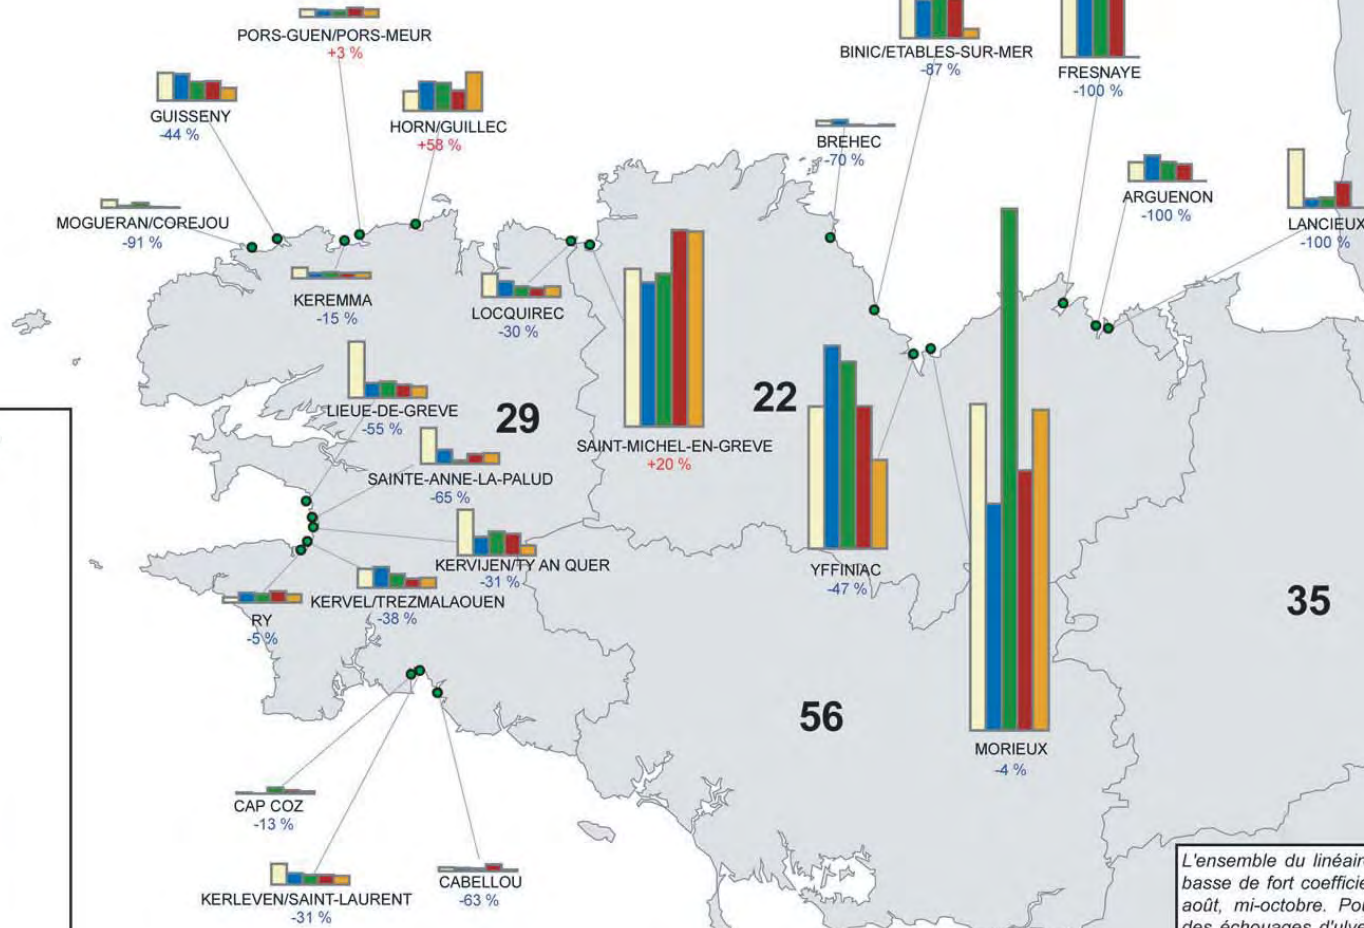 PORS-GUEN/PORS-MEUR
+3 %
BINIC/ETABLES-SUR-MER
-87 %
FRESNAYE
-100 %
GUISSENY
-44 %
HORN/GUILLEC
+58 %
BREHEC
-70 %
ARGUENON
-100 %
MOGUERAN/COREJOU
-91 %
LANCIEUX
-100 %
KEREMMA
-15 %
LOCQUIREC
-30 %
LIEUE-DE-GREVE
-55 %
29
22
SAINT-MICHEL-EN-GREVE
+20 %
SAINTE-ANNE-LA-PALUD
-65 %
KERVIJEN/TY AN QUER
-31 %
YFFINIAC
-47 %
35
RY
-5 %
KERVEL/TREZMALAOUEN
-38 %
56
MORIEUX
-4 %
CAP COZ
-13 %
KERLEVEN/SAINT-LAURENT
-31 %
CABELLOU
-63 %
L'ensemble du linéaire
basse de fort coefficie
août, mi-octobre. Pou
des échouages d'ulve